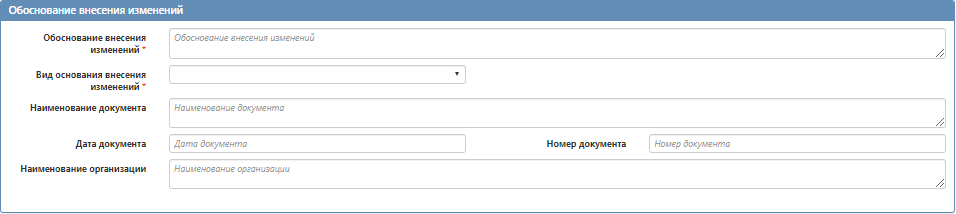 Обоснование внесения изменений
Обоснование внесения
изменений *
Обоснование внесения изменений
Вид основания внесения
изменений *
Наименование документа
Наименование документа
Дата документа
Дата документа
Номер документа
Номер документа
Наименование организации
Наименование организации